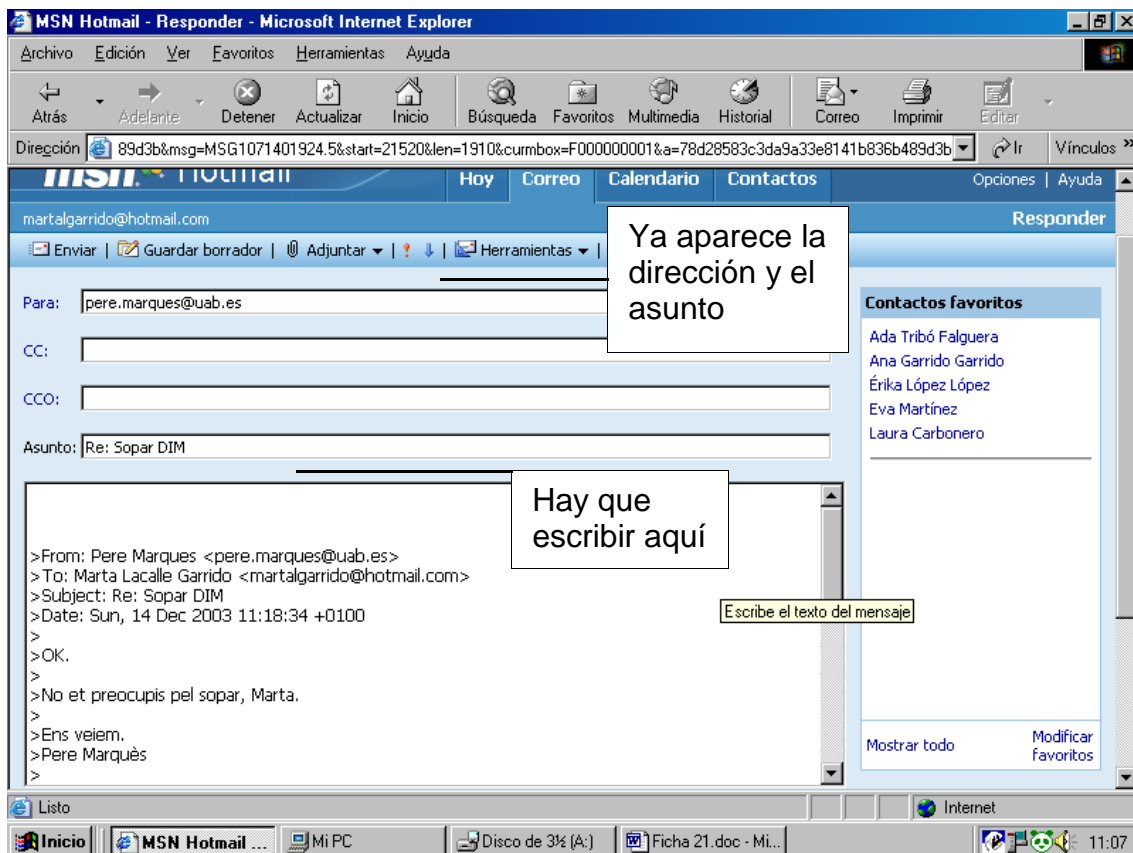 MSN Hotmail - Responder - Microsoft Internet Explorer
Archivo Edición Ver Favoritos Herramientas Ayuda
Atrás Adelante Detener Actualizar Inicio Búsqueda Favoritos Multimedia Historial Correo Imprimir Editar
Dirección 89d3b&msg=MSG1071401924.5&start=21520&len=1910&curmbox=F000000001&a=78d28583c3da9a33e8141b836b489d3b Ir Vínculos »
msn Hotmail Hoy Correo Calendario Contactos Opciones | Ayuda
martalgarrido@hotmail.com Responder
Enviar | Guardar borrador | Adjuntar | Herramientas |
Ya aparece la
dirección y el
asunto
Para: pere.marques@uab.es
CC:
CCO:
Asunto: Re: Sopar DIM
Contactos favoritos
Ada Tribó Falguera
Ana Garrido Garrido
Érika López López
Eva Martínez
Laura Carbonero
Hay que
escribir aquí
>From: Pere Marques <pere.marques@uab.es>
>To: Marta Lacalle Garrido <martalgarrido@hotmail.com>
>Subject: Re: Sopar DIM
>Date: Sun, 14 Dec 2003 11:18:34 +0100
>
>OK.
>
>No et preocupis pel sopar, Marta.
>
>Ens veiem.
>Pere Marquès
>
Escribe el texto del mensaje
Mostrar todo Modificar
favoritos
Listo Internet
Inicio MSN Hotmail ... Mi PC Disco de 3½ (A:) Ficha 21.doc - Mi... 11:07